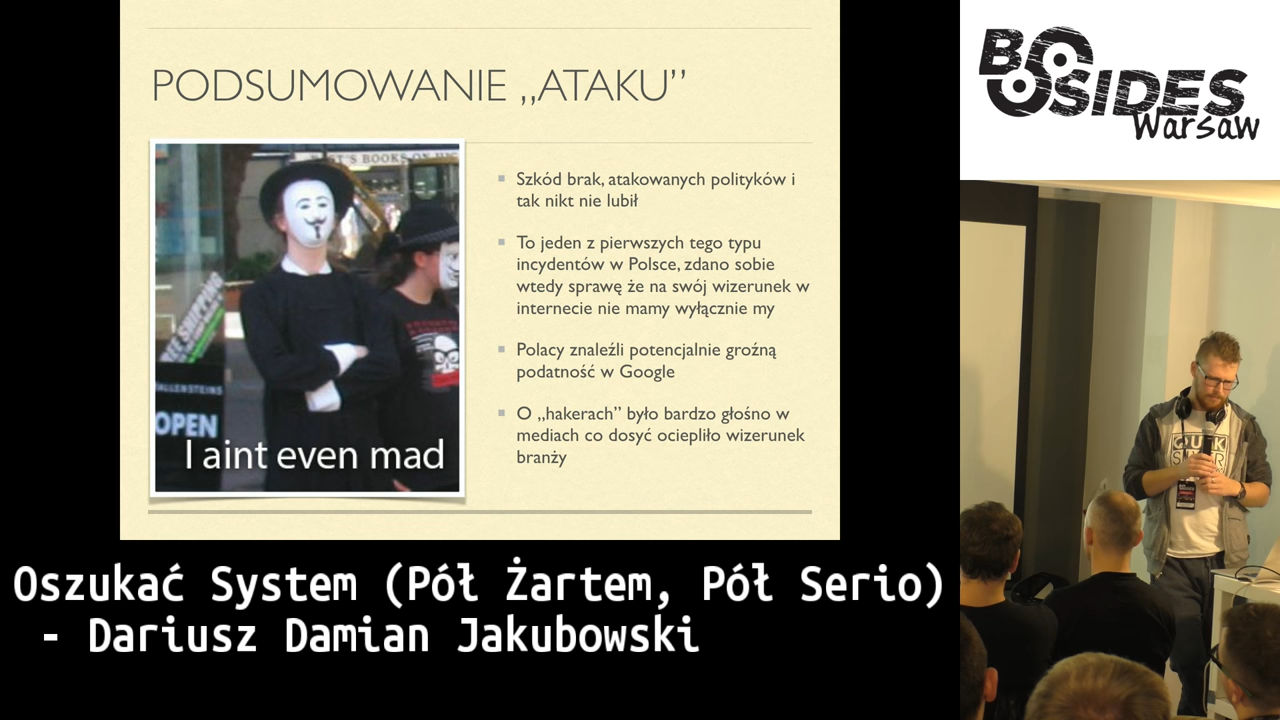 PODSUMOWANIE „ATAKU”
Szkód brak, atakowanych polityków i
tak nikt nie lubił
To jeden z pierwszych tego typu
incydentów w Polsce, zdano sobie
wtedy sprawę że na swój wizerunek w
internecie nie mamy wyłącznie my
Polacy znaleźli potencjalnie groźną
podatność w Google
O „hakerach” było bardzo głośno w
mediach co dosyć ociepliło wizerunek
branży
FREE SHIPPING
OPEN
I aint even mad
BSIDES
Warsaw
QUIK
Oszukać System (Pół Żartem, Pół Serio)
- Dariusz Damian Jakubowski